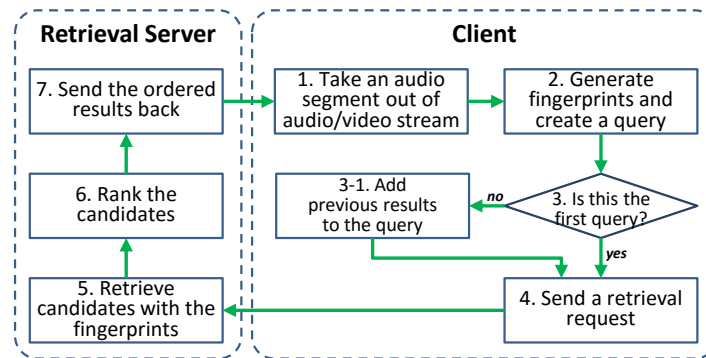 Retrieval Server
Client
7. Send the ordered
results back
1. Take an audio
segment out of
audio/video stream
2. Generate
fingerprints and
create a query
6. Rank the
candidates
3-1. Add
previous results
to the query
no
3. Is this the
first query?
yes
5. Retrieve
candidates with the
fingerprints
4. Send a retrieval
request